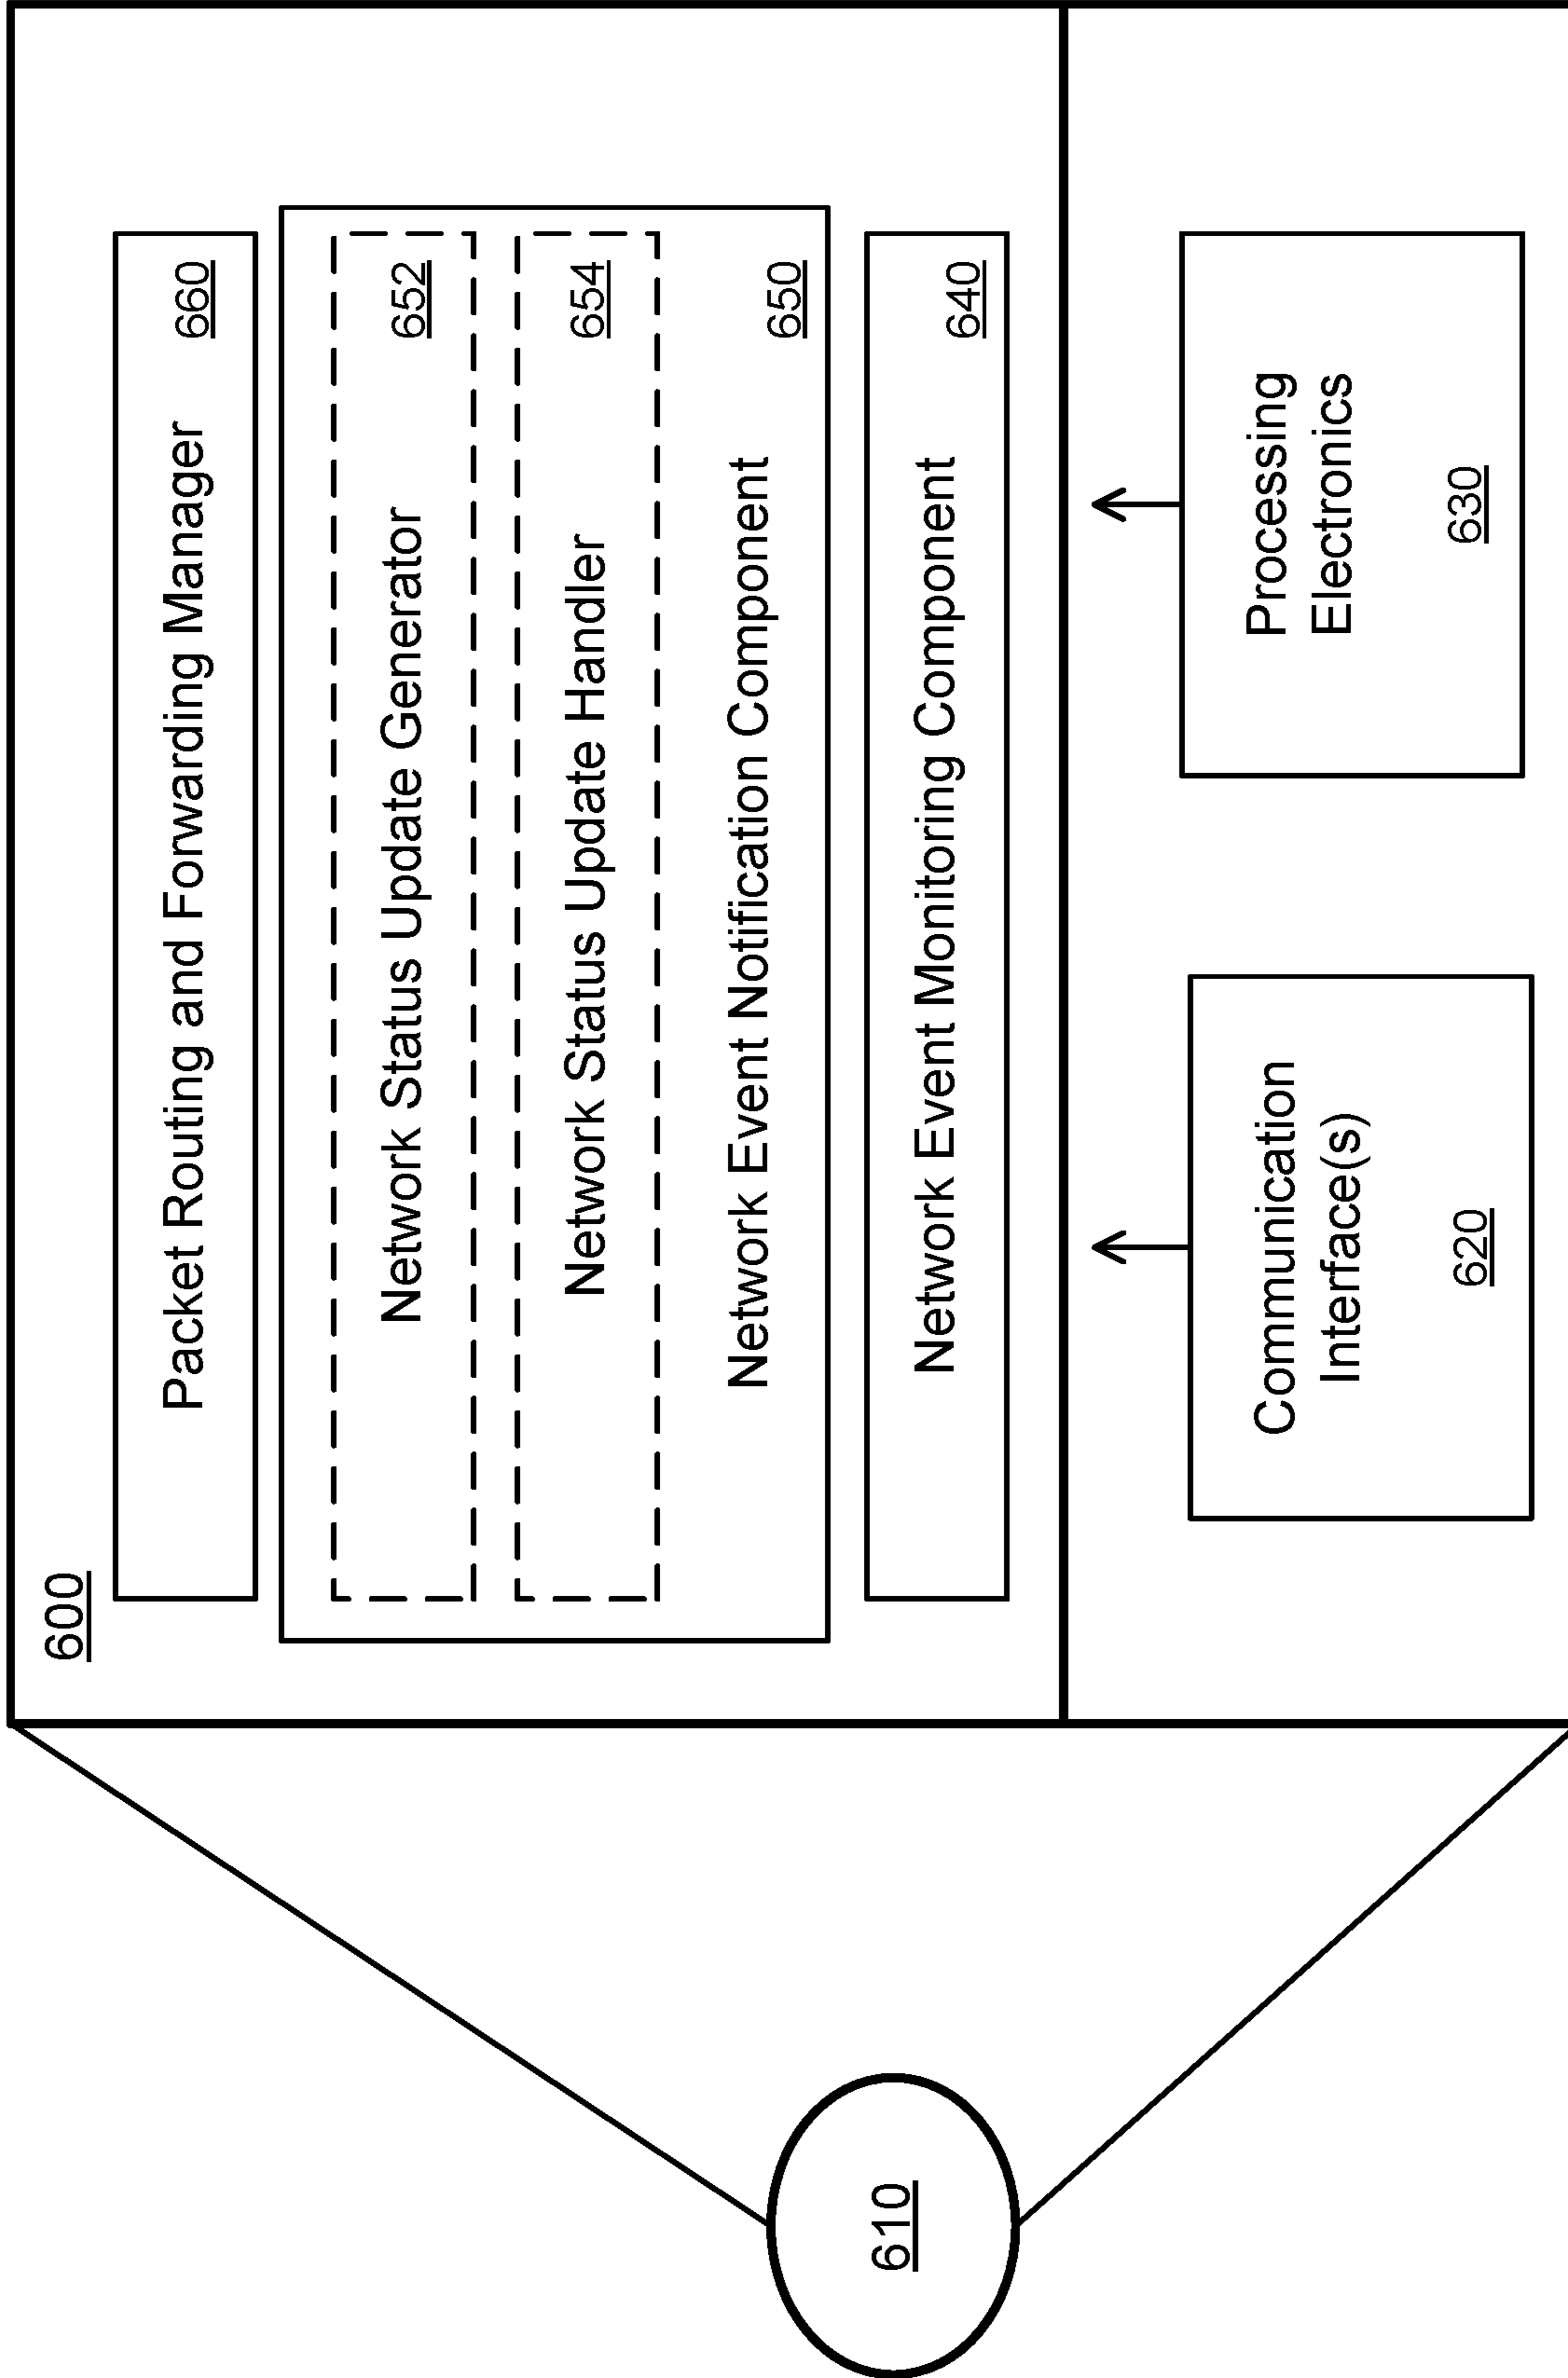 600
Packet Routing and Forwarding Manager 660
Network Status Update Generator 652
Network Status Update Handler 654
Network Event Notification Component 650
Network Event Monitoring Component 640
610
Communication
Interface(s)
620
Processing
Electronics
630